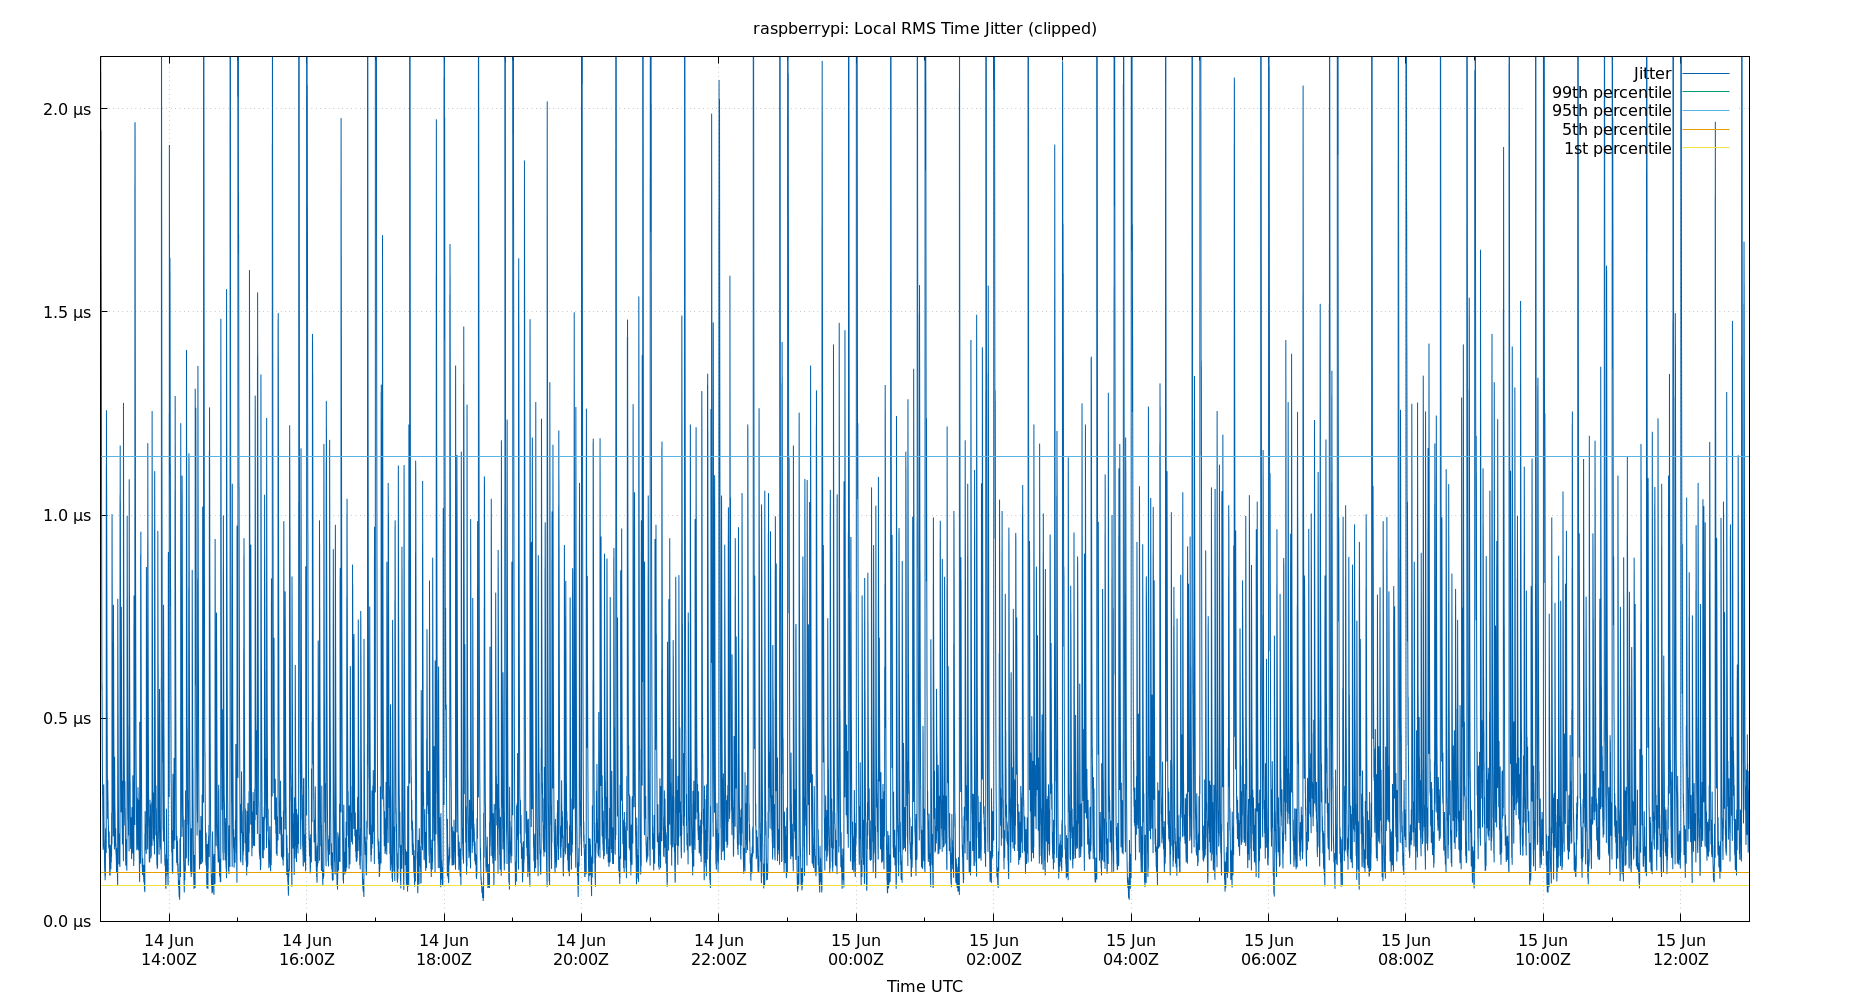 raspberrypi: Local RMS Time Jitter (clipped)
Jitter
99th percentile
95th percentile
5th percentile
1st percentile
2.0 µs
1.5 µs
1.0 µs
0.5 µs
0.0 µs
14 Jun 14 Jun 14 Jun 14 Jun 14 Jun 15 Jun 15 Jun 15 Jun 15 Jun 15 Jun 15 Jun 15 Jun
14:00Z 16:00Z 18:00Z 20:00Z 22:00Z 00:00Z 02:00Z 04:00Z 06:00Z 08:00Z 10:00Z 12:00Z
Time UTC